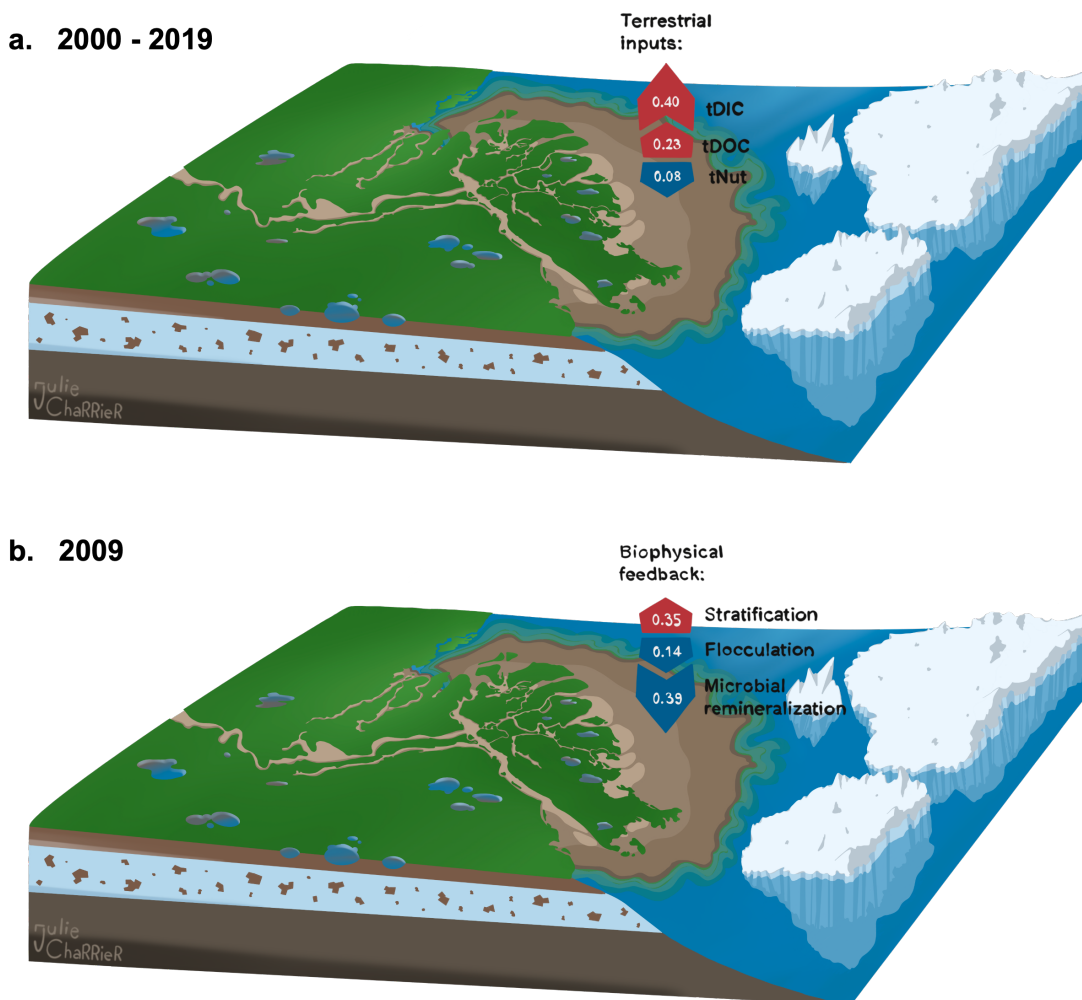 a. 2000 - 2019
Terrestrial
inputs:
0.40 tDIC
0.23 tDOC
0.08 tNut
Julie
ChaRRieR
b. 2009
Biophysical
feedback:
0.35 Stratification
0.14 Flocculation
0.39 Microbial
remineralization
Julie
ChaRRieR